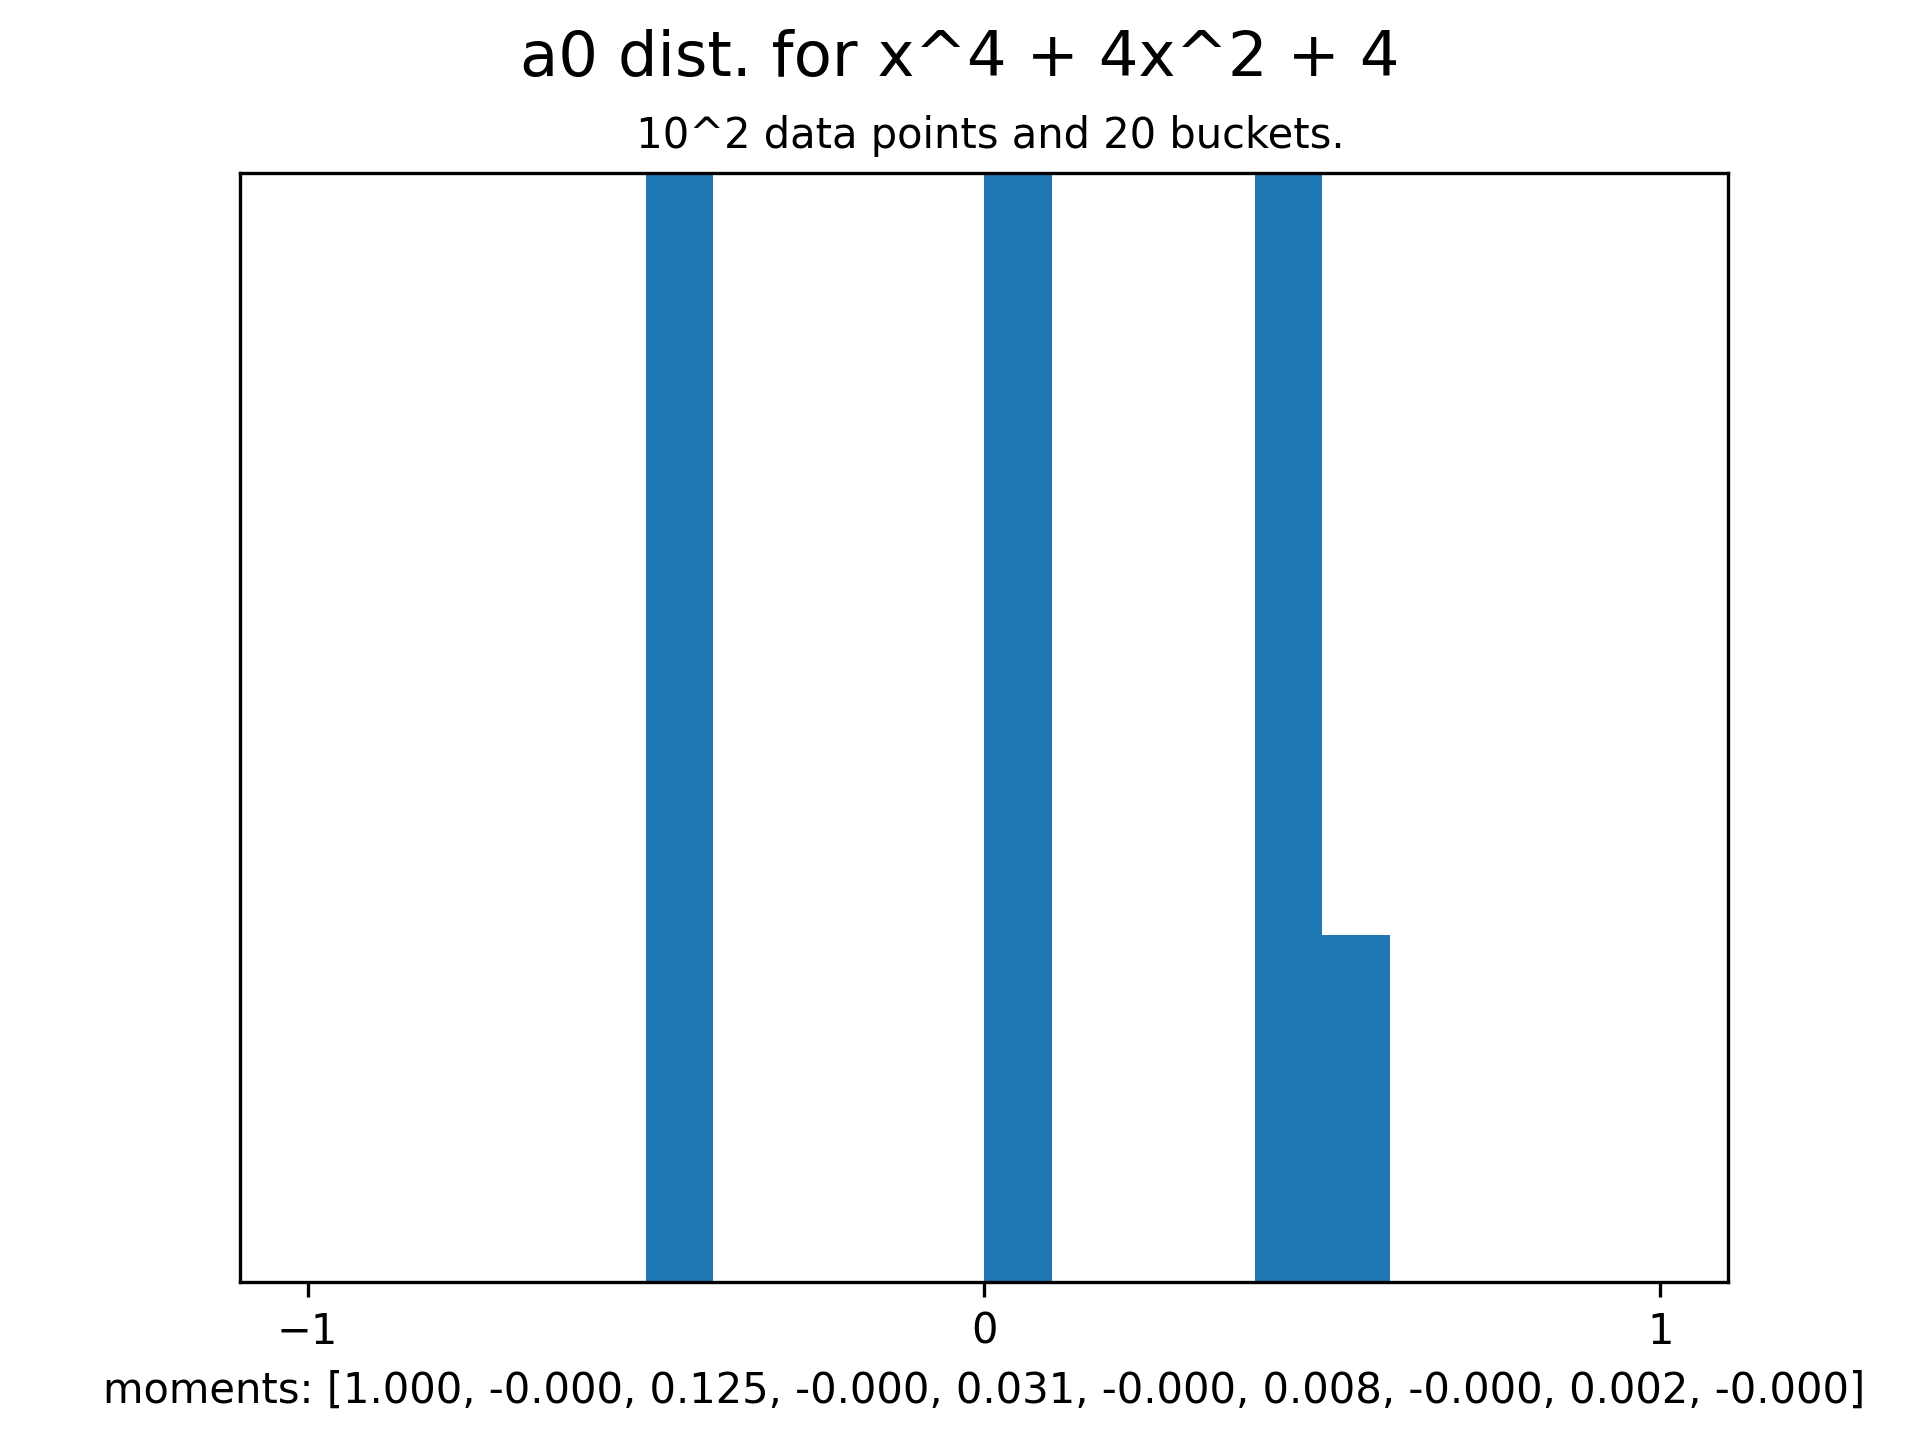 a0 dist. for x^4 + 4x^2 + 4
10^2 data points and 20 buckets.
−1 0 1
moments: [1.000, -0.000, 0.125, -0.000, 0.031, -0.000, 0.008, -0.000, 0.002, -0.000]